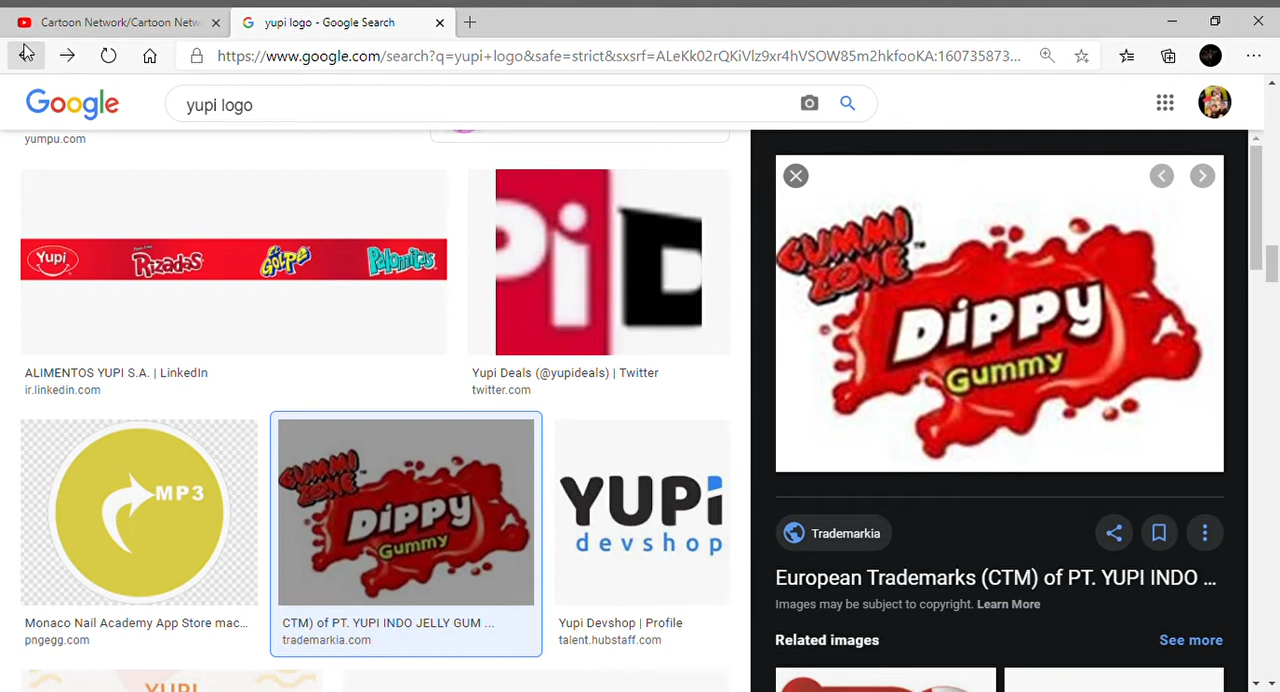 Cartoon Network/Cartoon Netw
yupi logo - Google Search
https://www.google.com/search?q=yupi+logo&safe=strict&sxsrf=ALeKk02rQKiVlz9xr4hVSOW85m2hkfooKA:160735873...
Google
yupi logo
yumpu.com
Yupi
Rizadas
GOLPE
Palomitas
Pi D
ALIMENTOS YUPI S.A. | LinkedIn
ir.linkedin.com
Yupi Deals (@yupideals) | Twitter
twitter.com
MP3
GUMMI
ZONE
Dippy
Gummy
YUPi
devshop
Monaco Nail Academy App Store mac...
pngegg.com
CTM) of PT. YUPI INDO JELLY GUM ...
trademarkia.com
Yupi Devshop | Profile
talent.hubstaff.com
YUPI
GUMMI
ZONE™
Dippy
Gummy
Trademarkia
European Trademarks (CTM) of PT. YUPI INDO ...
Images may be subject to copyright. Learn More
Related images
See more